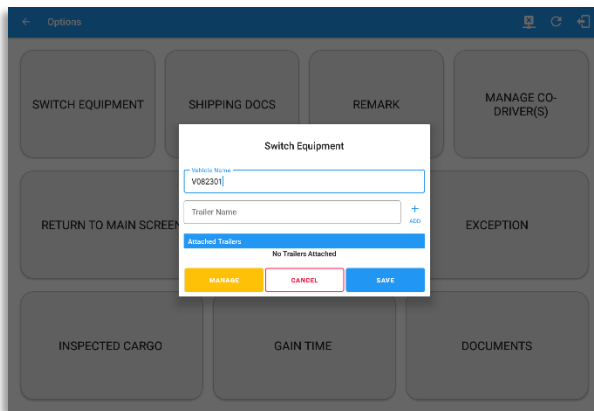 Options
SWITCH EQUIPMENT
SHIPPING DOCS
REMARK
MANAGE CO-
DRIVER(S)
Switch Equipment
Vehicle Name
V082301
Trailer Name
+
ADD
Attached Trailers
No Trailers Attached
MANAGE
CANCEL
SAVE
RETURN TO MAIN SCREEN
EXCEPTION
INSPECTED CARGO
GAIN TIME
DOCUMENTS